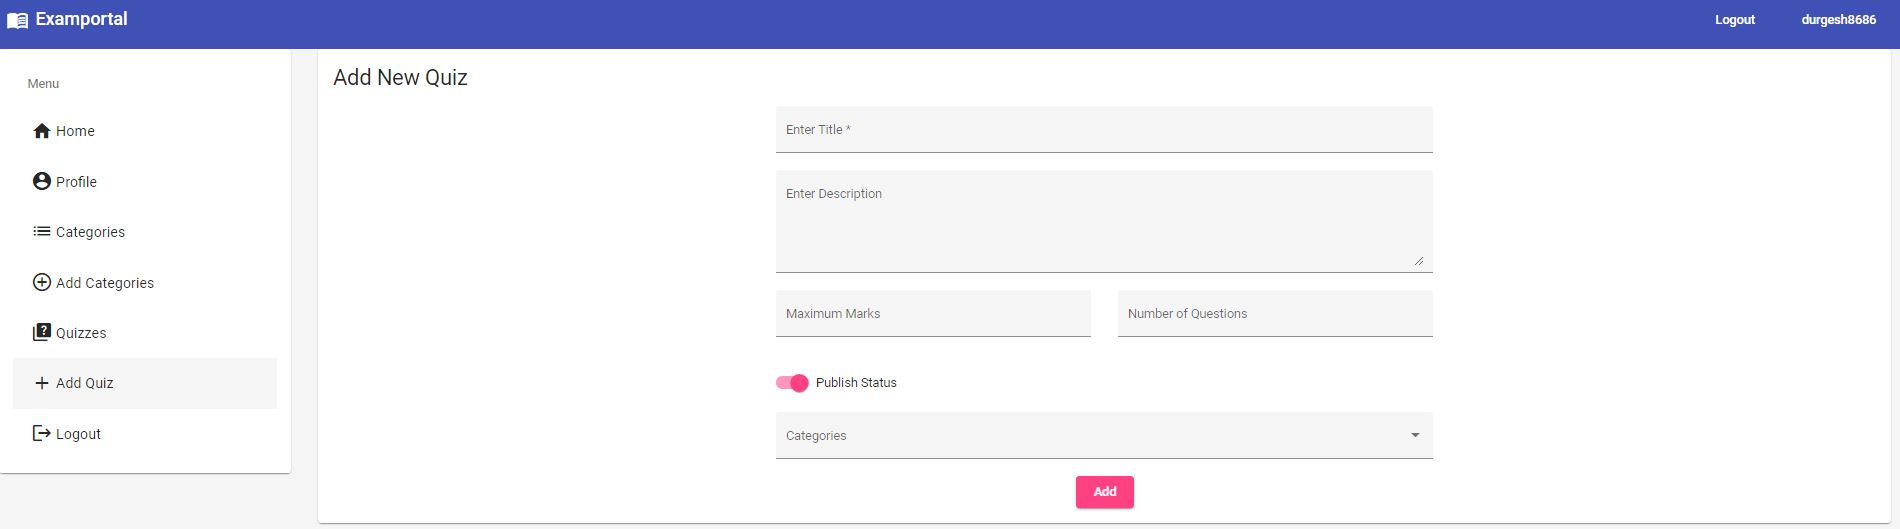 Examportal
Logout
durgesh8686
Menu
Home
Profile
Categories
Add Categories
Quizzes
Add Quiz
Logout
Add New Quiz
Enter Title *
Enter Description
Maximum Marks
Number of Questions
Publish Status
Categories
Add